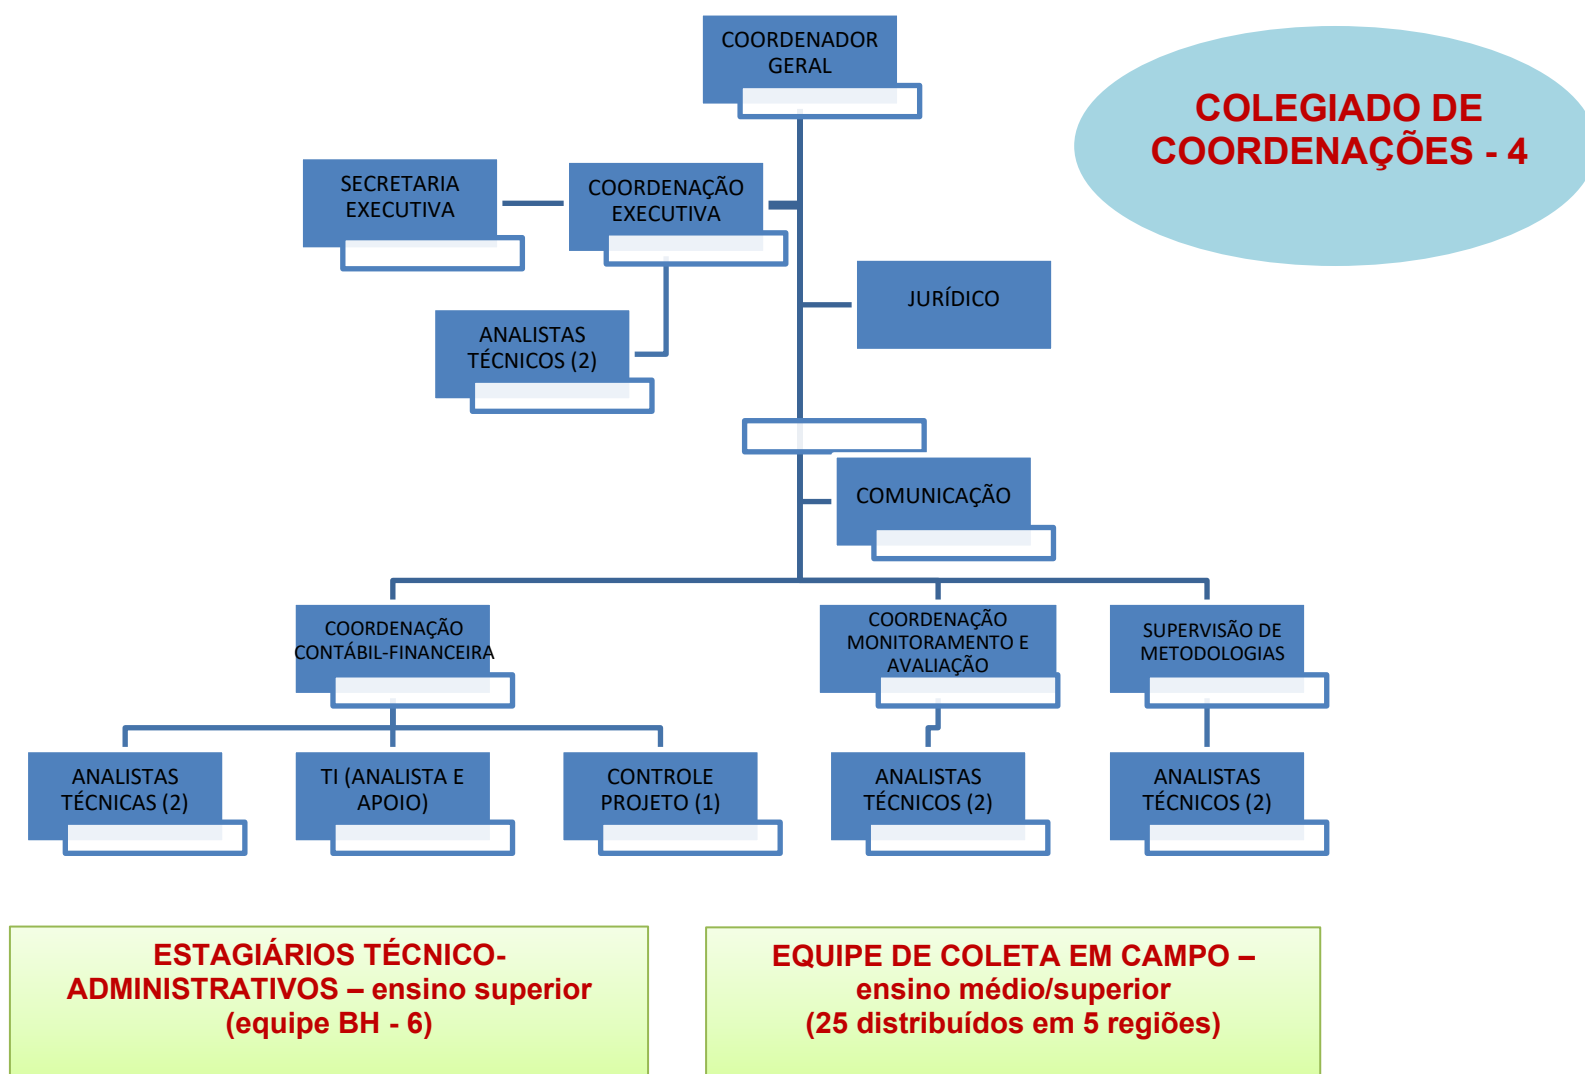 COORDENADOR
GERAL
COLEGIADO DE
COORDENAÇÕES - 4
SECRETARIA
EXECUTIVA
COORDENAÇÃO
EXECUTIVA
JURÍDICO
ANALISTAS
TÉCNICOS (2)
COMUNICAÇÃO
COORDENAÇÃO
CONTÁBIL-FINANCEIRA
COORDENAÇÃO
MONITORAMENTO E
AVALIAÇÃO
SUPERVISÃO DE
METODOLOGIAS
ANALISTAS
TÉCNICAS (2)
TI (ANALISTA E
APOIO)
CONTROLE
PROJETO (1)
ANALISTAS
TÉCNICOS (2)
ANALISTAS
TÉCNICOS (2)
ESTAGIÁRIOS TÉCNICO-
ADMINISTRATIVOS – ensino superior
(equipe BH - 6)
EQUIPE DE COLETA EM CAMPO –
ensino médio/superior
(25 distribuídos em 5 regiões)